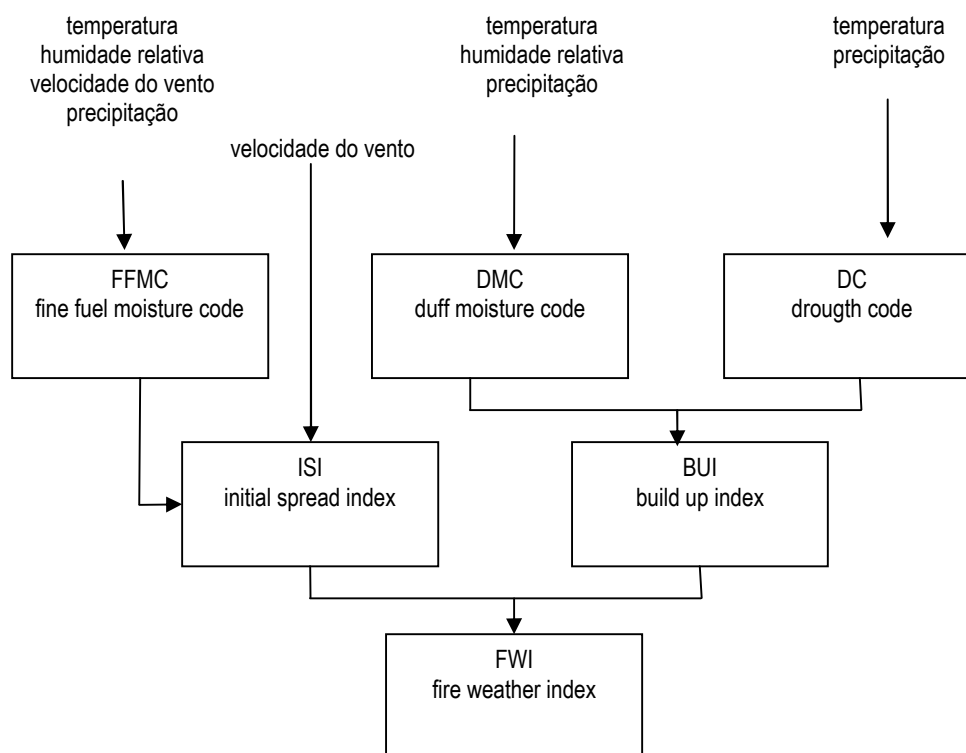 temperatura
humidade relativa
velocidade do vento
precipitação
temperatura
humidade relativa
precipitação
temperatura
precipitação
velocidade do vento
FFMC
fine fuel moisture code
DMC
duff moisture code
DC
drougth code
ISI
initial spread index
BUI
build up index
FWI
fire weather index